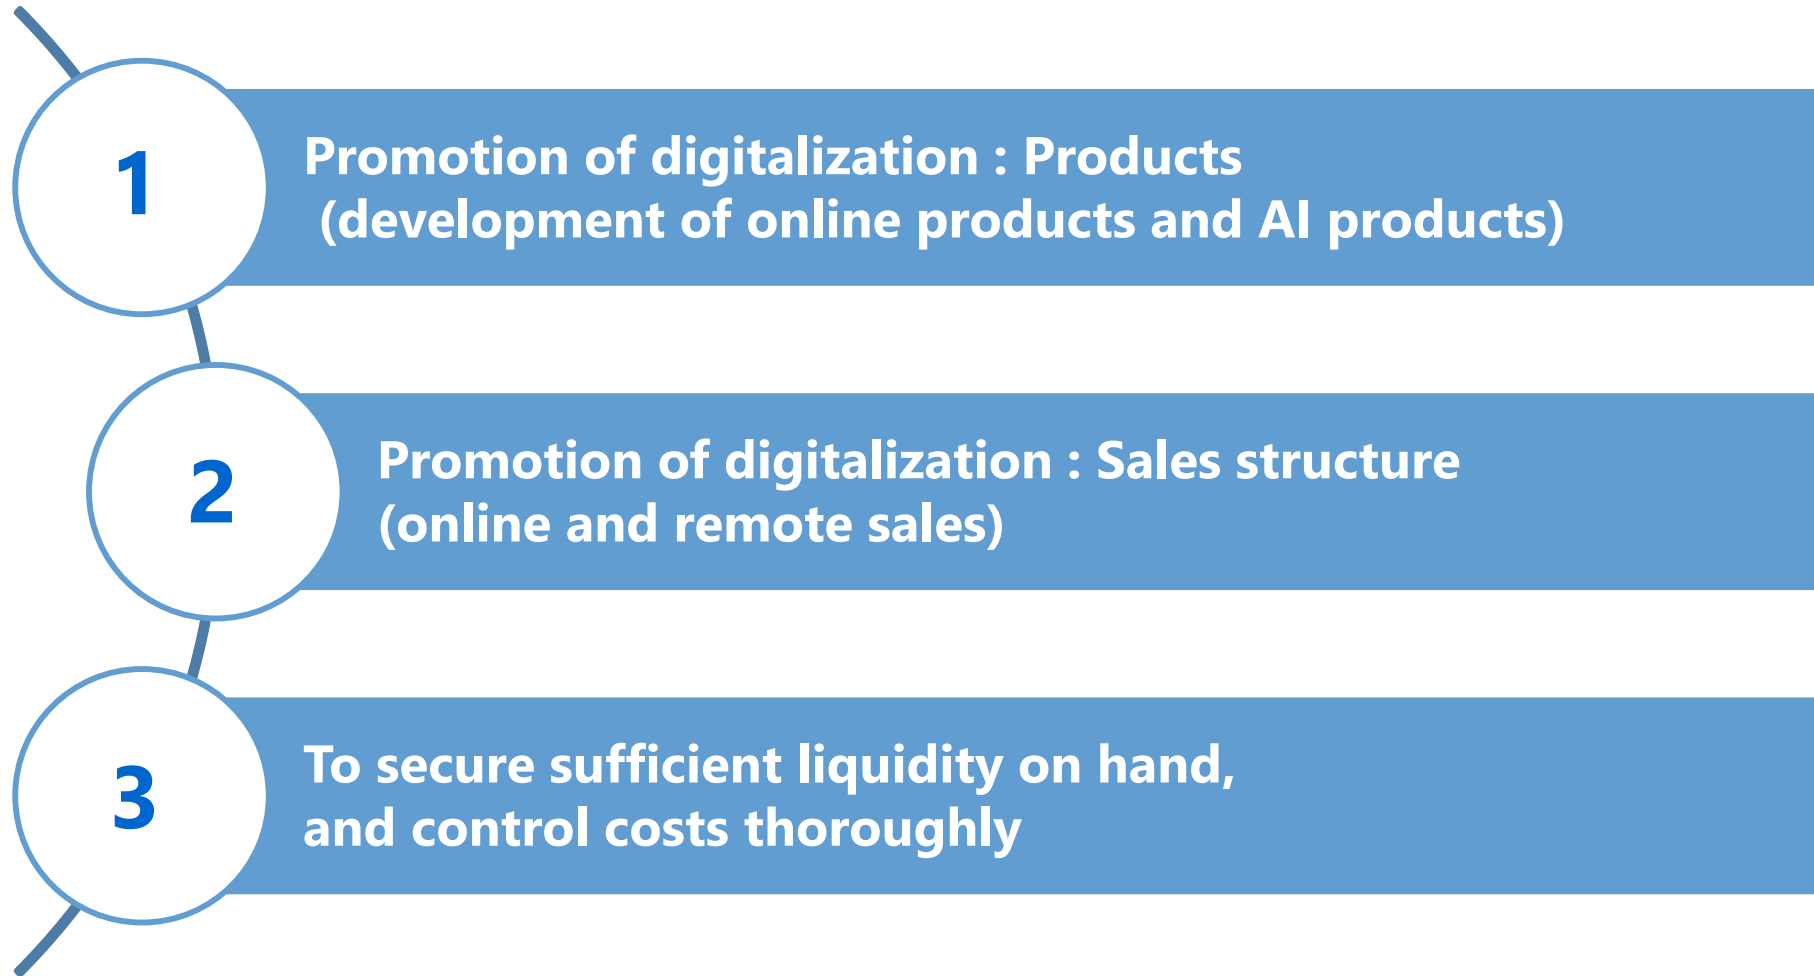 1
Promotion of digitalization : Products
(development of online products and AI products)
2
Promotion of digitalization : Sales structure
(online and remote sales)
3
To secure sufficient liquidity on hand,
and control costs thoroughly